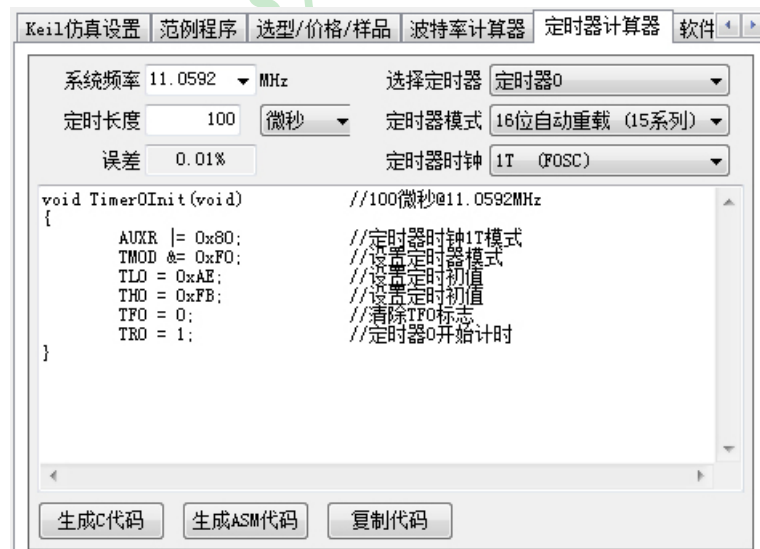 Keil仿真设置 范例程序 选型/价格/样品 波特率计算器 定时器计算器 软件
系统频率 11.0592 MHz 选择定时器 定时器0
定时长度 100 微秒 定时器模式 16位自动重载 (15系列)
误差 0.01% 定时器时钟 1T (FOSC)
void Timer0Init(void) //100微秒@11.0592MHz
{
AUXR |= 0x80; //定时器时钟1T模式
TMOD &= 0xF0; //设置定时器模式
TL0 = 0xAE; //设置定时初值
TH0 = 0xFB; //设置定时初值
TF0 = 0; //清除TF0标志
TR0 = 1; //定时器0开始计时
}
生成C代码 生成ASM代码 复制代码